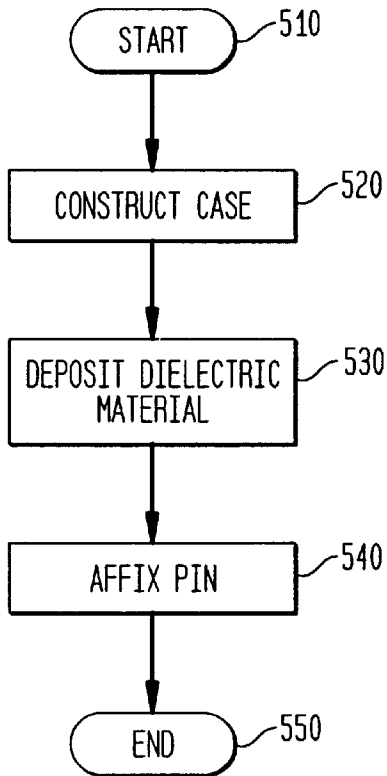 START
510
CONSTRUCT CASE
520
DEPOSIT DIELECTRIC
MATERIAL
530
AFFIX PIN
540
END
550